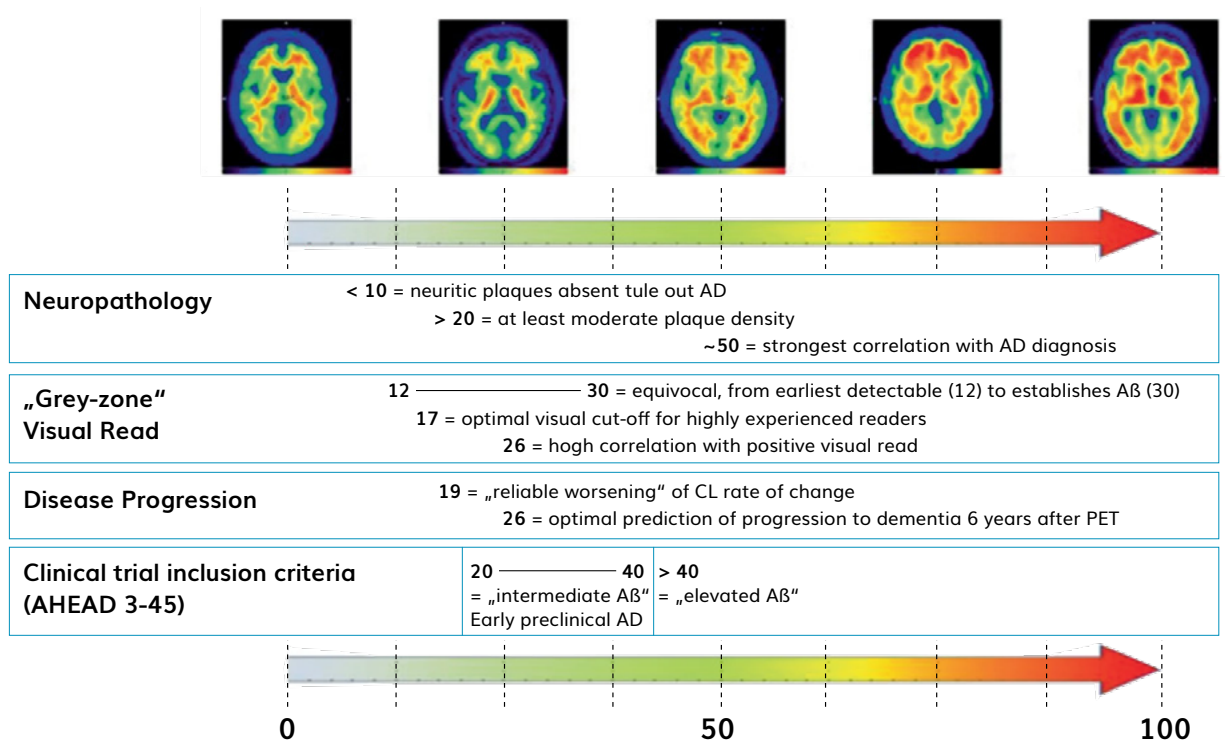 Neuropathology
< 10 = neuritic plaques absent tule out AD
> 20 = at least moderate plaque density
~50 = strongest correlation with AD diagnosis
„Grey-zone“
Visual Read
12 30 = equivocal, from earliest detectable (12) to establishes Aß (30)
17 = optimal visual cut-off for highly experienced readers
26 = hogh correlation with positive visual read
Disease Progression
19 = „reliable worsening“ of CL rate of change
26 = optimal prediction of progression to dementia 6 years after PET
Clinical trial inclusion criteria
(AHEAD 3-45)
20 40
= „intermediate Aß“
Early preclinical AD
> 40
= „elevated Aß“
0 50 100